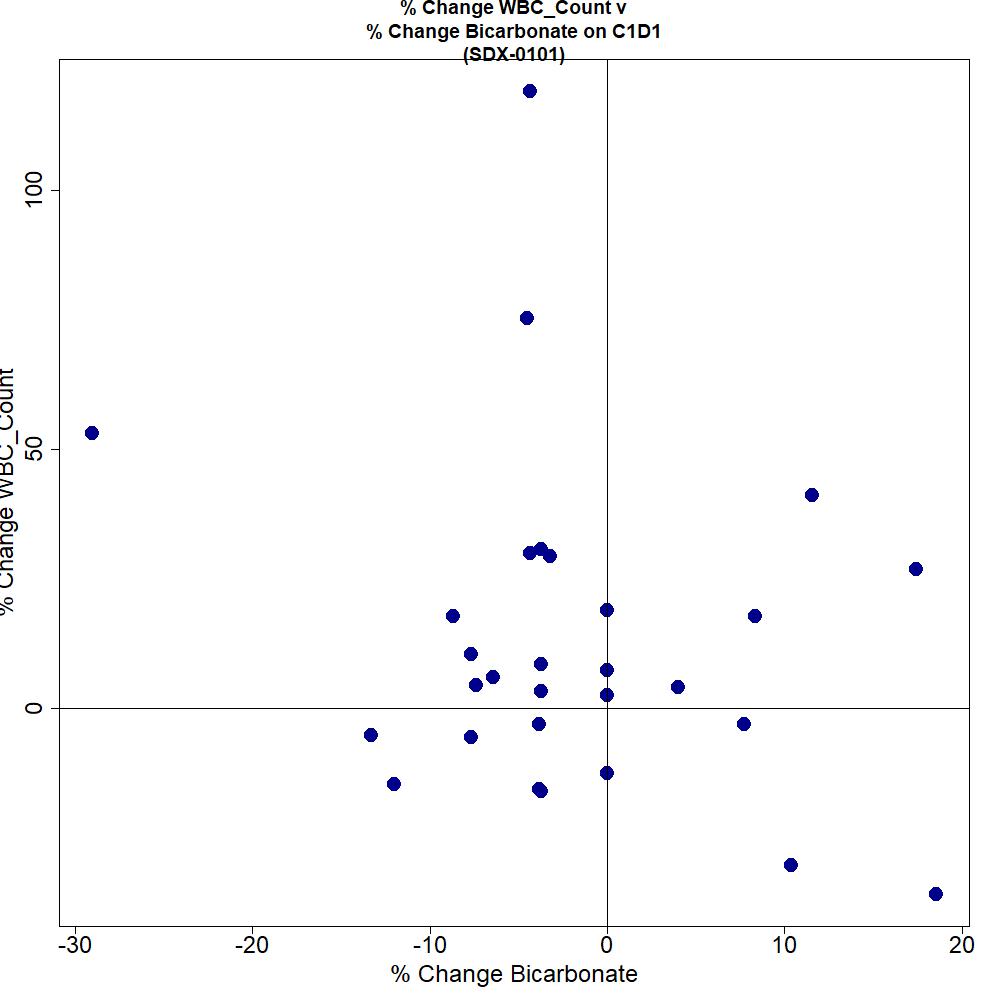 % Change WBC_Count v
% Change Bicarbonate on C1D1
(SDX-0101)
% Change WBC_Count
100
50
0
-30
-20
-10
0
10
20
% Change Bicarbonate